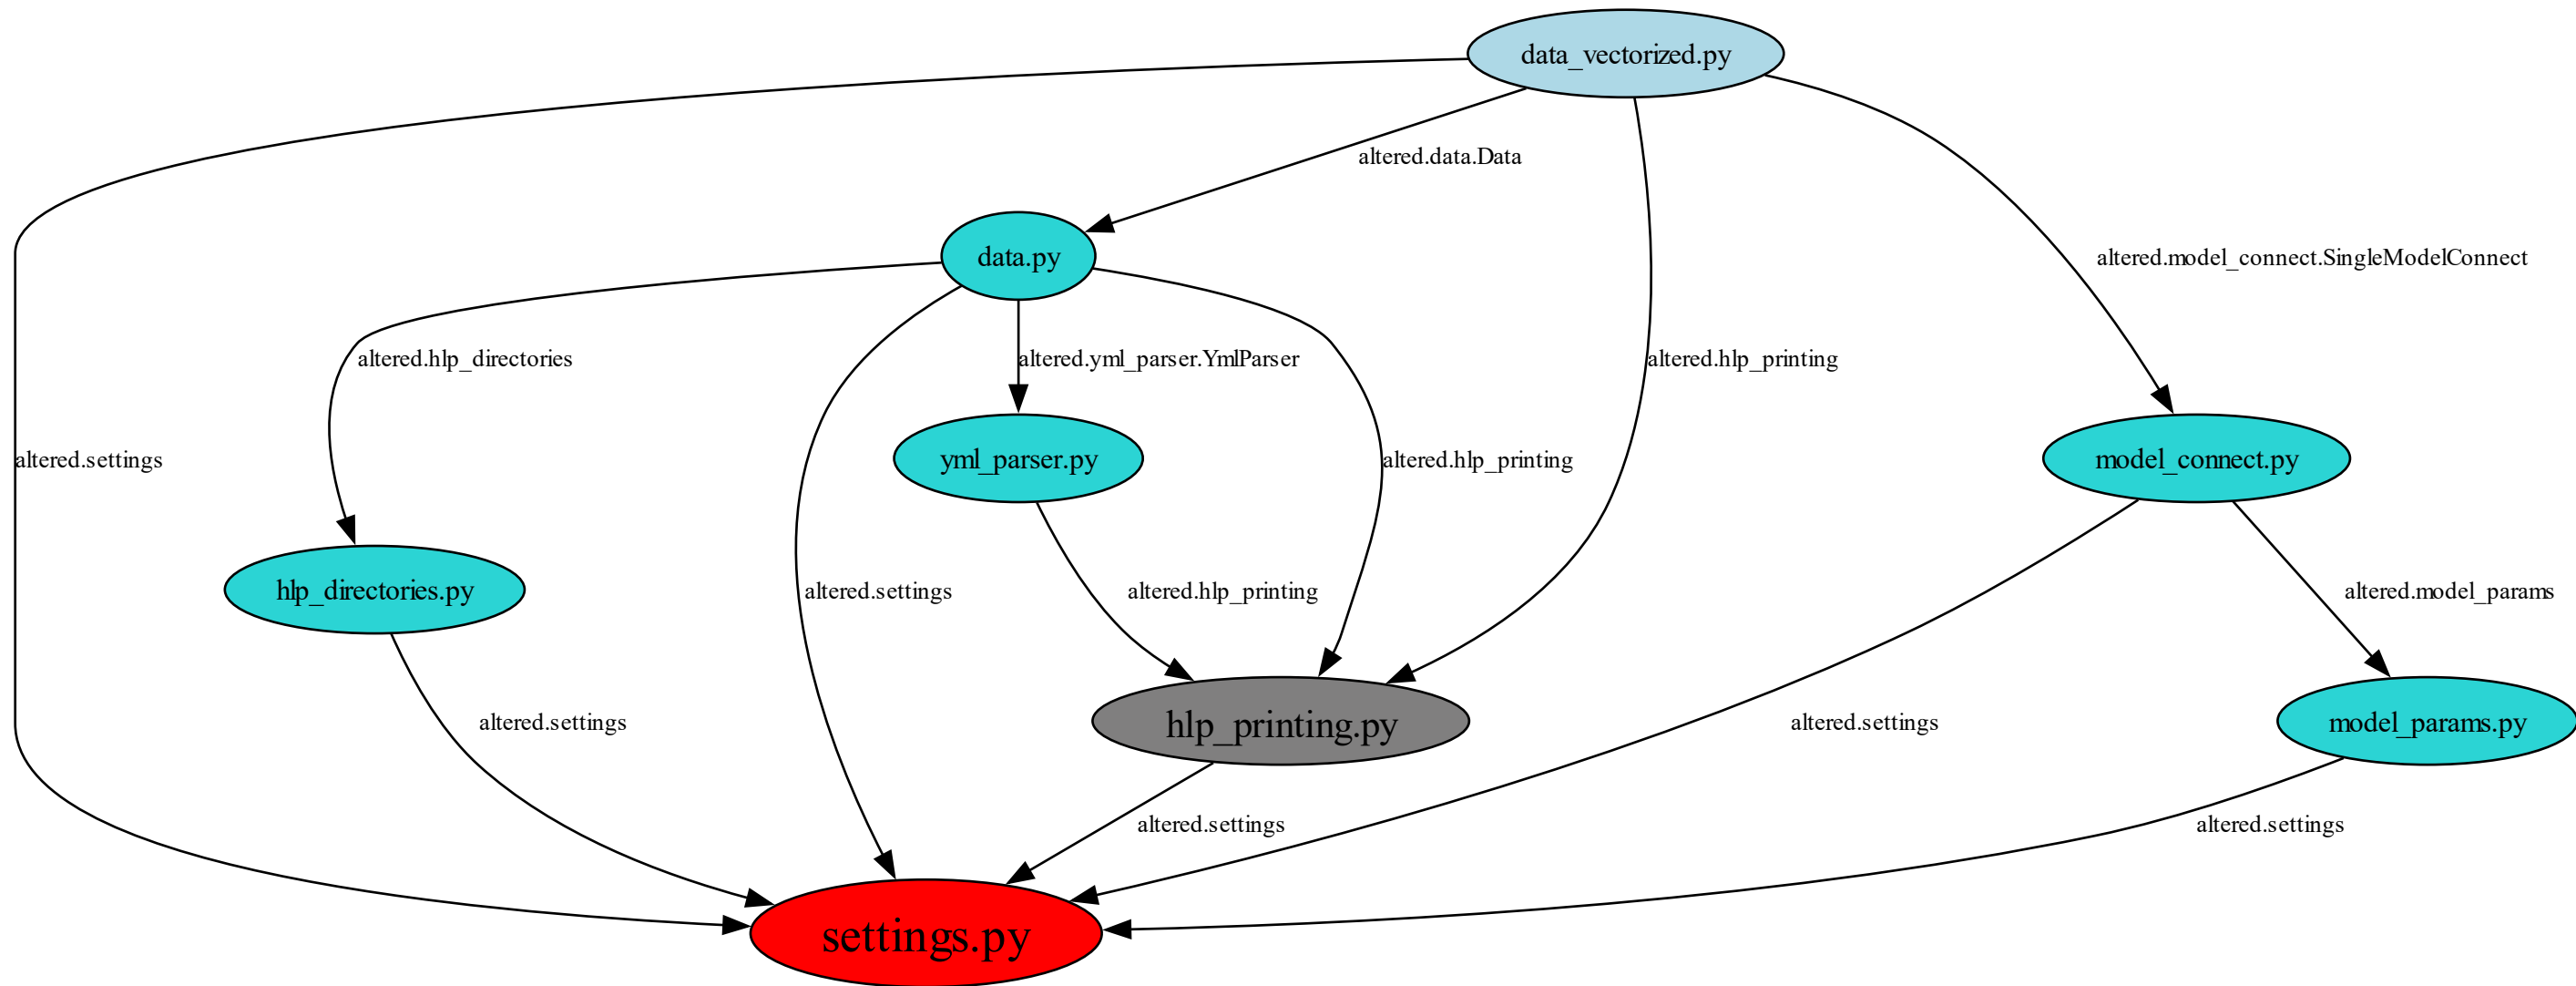 data_vectorized.py
altered.data.Data
data.py
altered.model_connect.SingleModelConnect
altered.hlp_directories
altered.yml_parser.YmlParser
altered.hlp_printing
altered.settings
yml_parser.py
altered.hlp_printing
model_connect.py
hlp_directories.py
altered.settings
altered.hlp_printing
altered.model_params
altered.settings
hlp_printing.py
altered.settings
model_params.py
altered.settings
altered.settings
settings.py